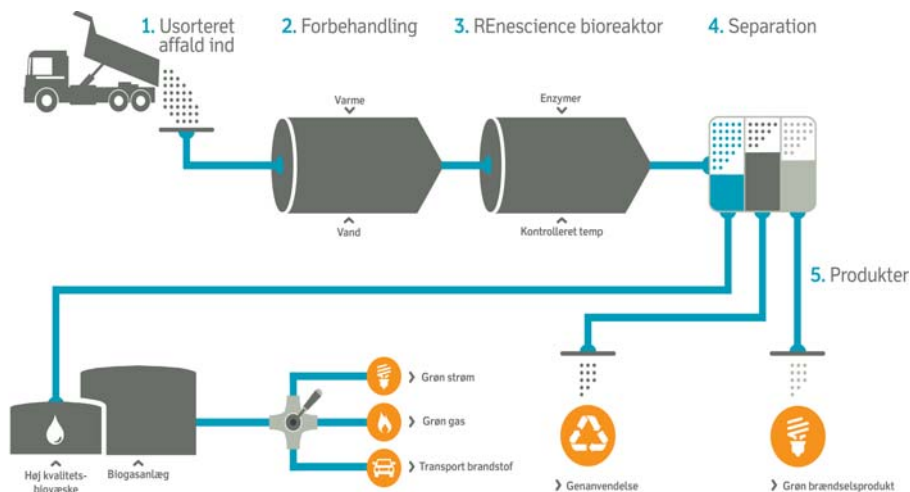 1. Usorteret
affald ind
2. Forbehandling
3. REnescience bioreaktor
4. Separation
Varme
Enzymer
Vand
Kontrolleret temp
5. Produkter
Grøn strøm
Grøn gas
Transport brandstof
Høj kvalitets-
biovæske
Biogasanlæg
Genanvendelse
Grøn brændselsprodukt